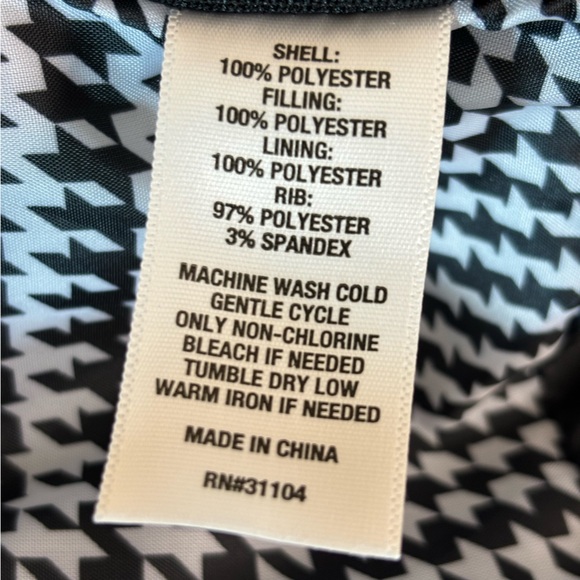 SHELL:
100% POLYESTER
FILLING:
100% POLYESTER
LINING:
100% POLYESTER
RIB:
97% POLYESTER
3% SPANDEX
MACHINE WASH COLD
GENTLE CYCLE
ONLY NON-CHLORINE
BLEACH IF NEEDED
TUMBLE DRY LOW
WARM IRON IF NEEDED
MADE IN CHINA
RN#31104